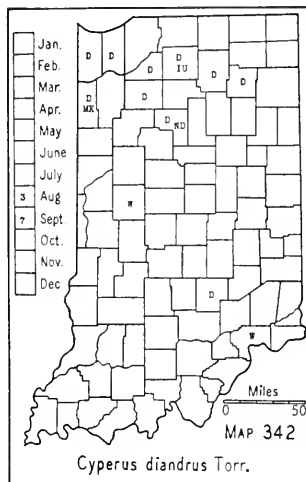 Jan.
Feb.
Mar.
Apr.
May
June
July
3 Aug
7 Sept.
Oct.
Nov.
Dec
D D
D
D
IU
D
D
D
MK
D
D
ND
W
D
W
Miles
0 50
MAP 342
Cyperus diandrus Torr.